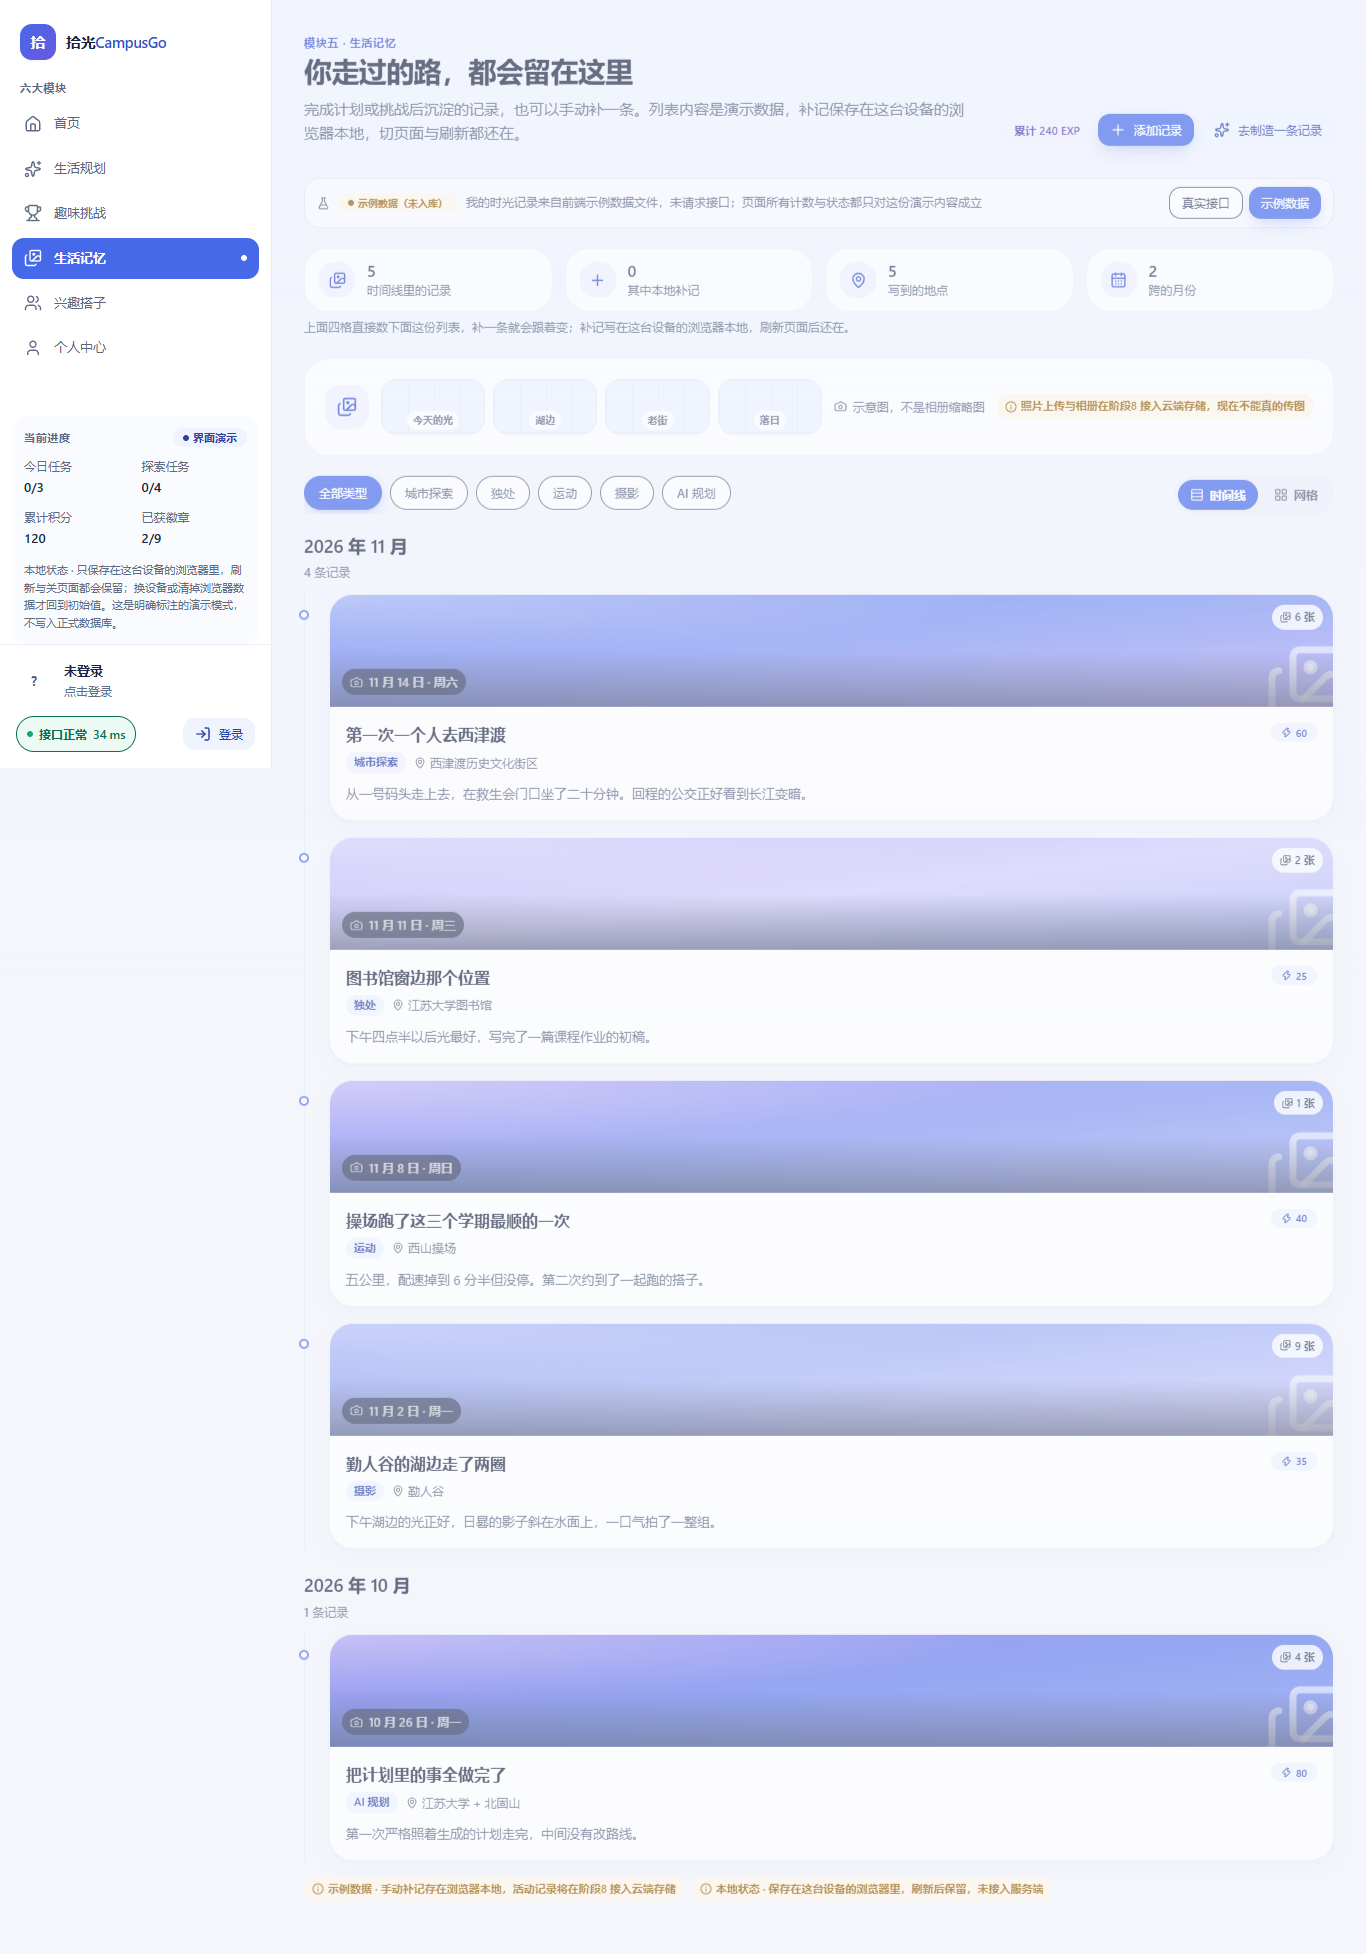 拾
拾光CampusGo
六大模块
首页
生活规划
趣味挑战
生活记忆
兴趣搭子
个人中心
当前进度
界面演示
今日任务
探索任务
0/3
0/4
累计积分
已获徽章
120
2/9
本地状态 · 只保存在这台设备的浏览器里，刷
新与关页面都会保留；换设备或清掉浏览器数
据才回到初始值。这是明确标注的演示模式，
不写入正式数据库。
?
未登录
点击登录
接口正常 34 ms
登录
模块五 · 生活记忆
你走过的路，都会留在这里
完成计划或挑战后沉淀的记录，也可以手动补一条。列表内容是演示数据，补记保存在这台设备的浏
览器本地，切页面与刷新都还在。
累计 240 EXP
添加记录
去制造一条记录
示例数据（未入库）
我的时光记录来自前端示例数据文件，未请求接口；页面所有计数与状态都只对这份演示内容成立
真实接口
示例数据
5
时间线里的记录
0
其中本地补记
5
写到的地点
2
跨的月份
上面四格直接数下面这份列表，补一条就会跟着变；补记写在这台设备的浏览器本地，刷新页面后还在。
今天的光
湖边
老街
落日
示意图，不是相册缩略图
照片上传与相册在阶段8 接入云端存储，现在不能真的传图
全部类型
城市探索
独处
运动
摄影
AI 规划
时间线
网格
2026 年 11 月
4 条记录
6 张
11 月 14 日 · 周六
第一次一个人去西津渡
60
城市探索
西津渡历史文化街区
从一号码头走上去，在救生会门口坐了二十分钟。回程的公交正好看到长江变暗。
2 张
11 月 11 日 · 周三
图书馆窗边那个位置
25
独处
江苏大学图书馆
下午四点半以后光最好，写完了一篇课程作业的初稿。
1 张
11 月 8 日 · 周日
操场跑了这三个学期最顺的一次
40
运动
西山操场
五公里，配速掉到 6 分半但没停。第二次约到了一起跑的搭子。
9 张
11 月 2 日 · 周一
勤人谷的湖边走了两圈
35
摄影
勤人谷
下午湖边的光正好，日晷的影子斜在水面上，一口气拍了一整组。
2026 年 10 月
1 条记录
4 张
10 月 26 日 · 周一
把计划里的事全做完了
80
AI 规划
江苏大学 + 北固山
第一次严格照着生成的计划走完，中间没有改路线。
示例数据 · 手动补记存在浏览器本地，活动记录将在阶段8 接入云端存储
本地状态 · 保存在这台设备的浏览器里，刷新后保留，未接入服务端